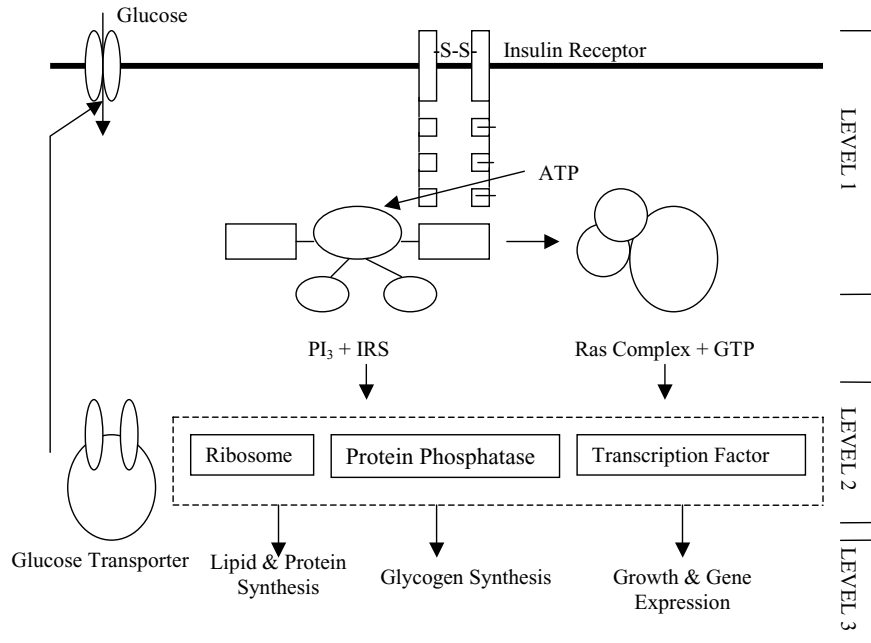 Glucose
-S-S-
Insulin Receptor
LEVEL 1
ATP
PI₃ + IRS
Ras Complex + GTP
LEVEL 2
Ribosome
Protein Phosphatase
Transcription Factor
Glucose Transporter
Lipid & Protein
Synthesis
Glycogen Synthesis
Growth & Gene
Expression
LEVEL 3